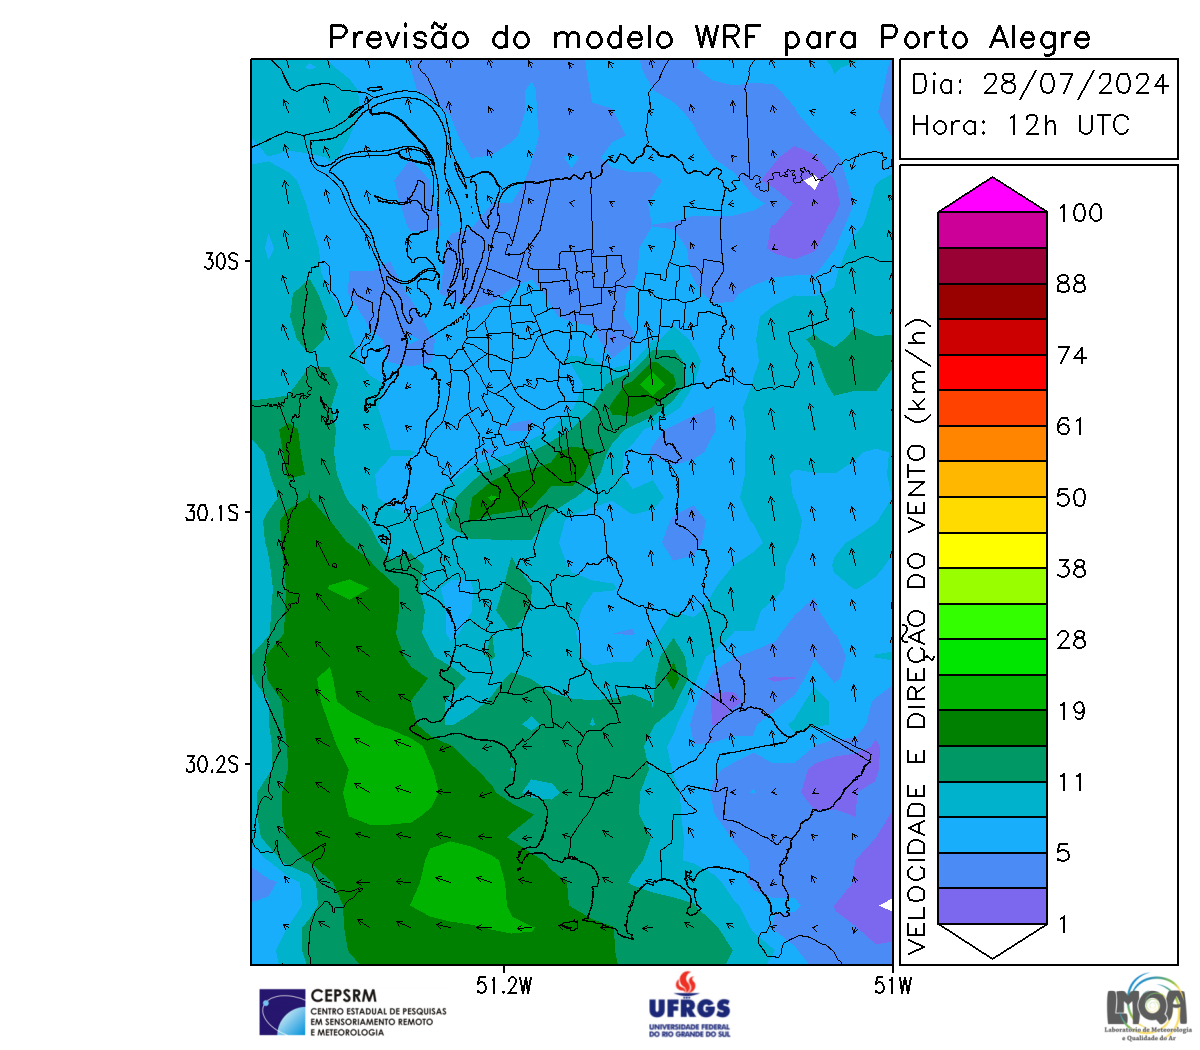 Previsão do modelo WRF para Porto Alegre
Dia: 28/07/2024
Hora: 12h UTC
30S
30.1S
30.2S
51.2W
51W
VELOCIDADE E DIREÇÃO DO VENTO (km/h)
100
88
74
61
50
38
28
19
11
5
1
CEPSRM
CENTRO ESTADUAL DE PESQUISAS
EM SENSORIAMENTO REMOTO
E METEOROLOGIA
UFRGS
UNIVERSIDADE FEDERAL
DO RIO GRANDE DO SUL
LMQA
Laboratório de Meteorologia
e Qualidade do Ar